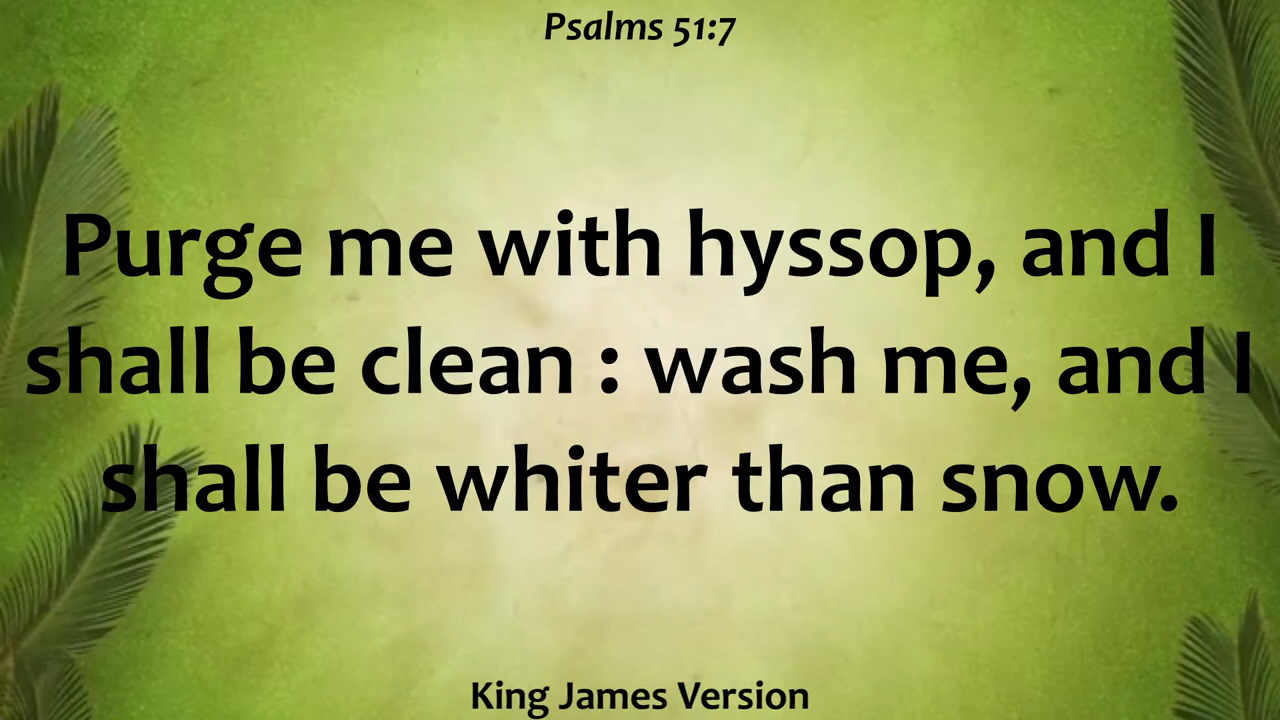 Psalms 51:7
Purge me with hyssop, and I
shall be clean : wash me, and I
shall be whiter than snow.
King James Version